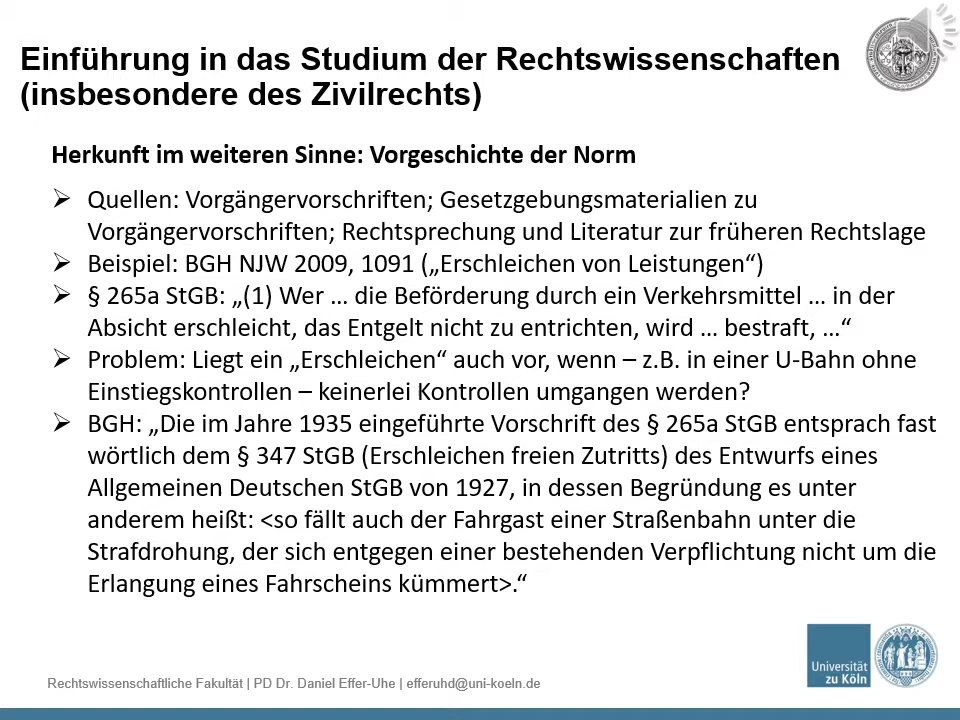 Einführung in das Studium der Rechtswissenschaften
(insbesondere des Zivilrechts)
Herkunft im weiteren Sinne: Vorgeschichte der Norm
Quellen: Vorgängervorschriften; Gesetzgebungsmaterialien zu
Vorgängervorschriften; Rechtsprechung und Literatur zur früheren Rechtslage
Beispiel: BGH NJW 2009, 1091 („Erschleichen von Leistungen“)
§ 265a StGB: „(1) Wer … die Beförderung durch ein Verkehrsmittel … in der
Absicht erschleicht, das Entgelt nicht zu entrichten, wird … bestraft, …“
Problem: Liegt ein „Erschleichen“ auch vor, wenn – z.B. in einer U-Bahn ohne
Einstiegskontrollen – keinerlei Kontrollen umgangen werden?
BGH: „Die im Jahre 1935 eingeführte Vorschrift des § 265a StGB entsprach fast
wörtlich dem § 347 StGB (Erschleichen freien Zutritts) des Entwurfs eines
Allgemeinen Deutschen StGB von 1927, in dessen Begründung es unter
anderem heißt: <so fällt auch der Fahrgast einer Straßenbahn unter die
Strafdrohung, der sich entgegen einer bestehenden Verpflichtung nicht um die
Erlangung eines Fahrscheins kümmert>.“
Universität
zu Köln
Rechtswissenschaftliche Fakultät | PD Dr. Daniel Effer-Uhe | efferuhd@uni-koeln.de